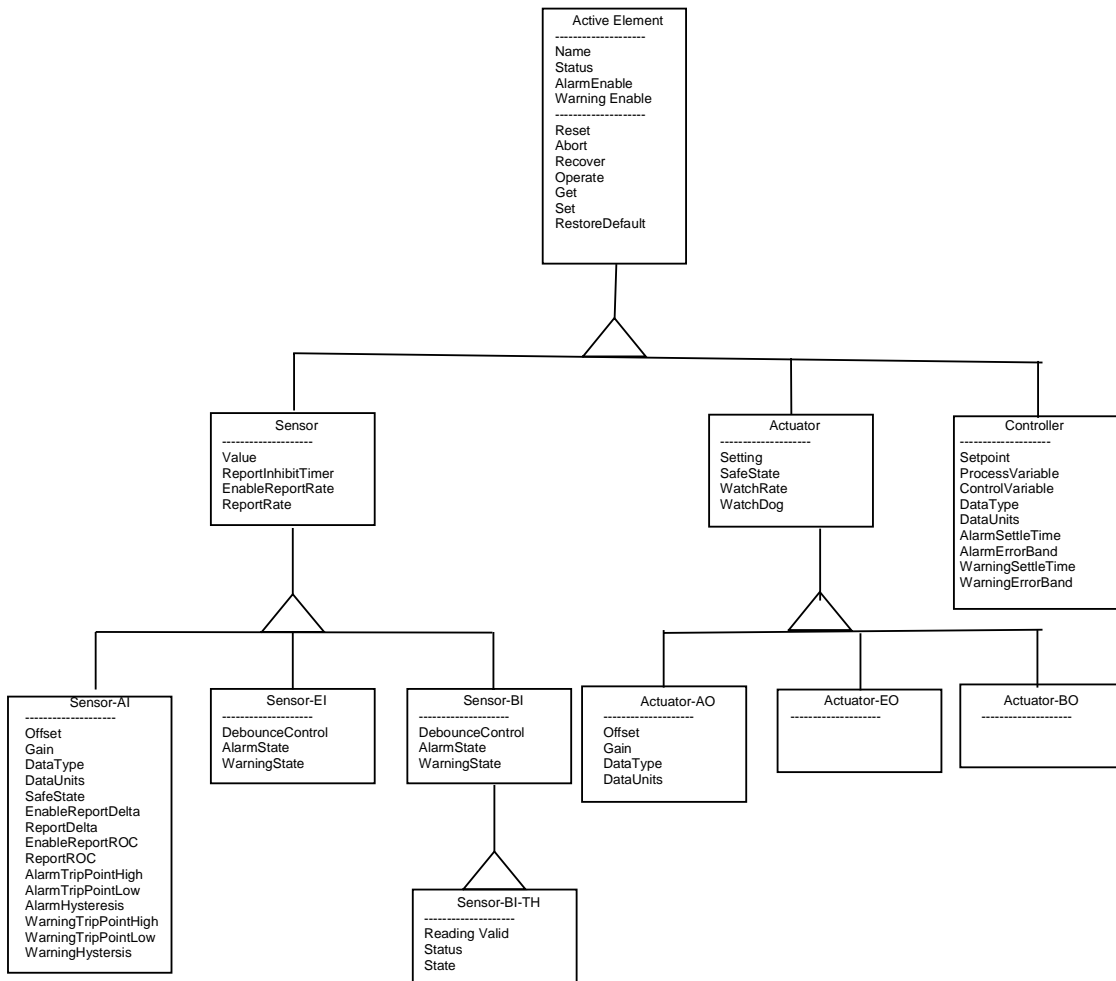 Active Element
--------------------
Name
Status
AlarmEnable
Warning Enable
--------------------
Reset
Abort
Recover
Operate
Get
Set
RestoreDefault
Sensor
--------------------
Value
ReportInhibitTimer
EnableReportRate
ReportRate
Actuator
--------------------
Setting
SafeState
WatchRate
WatchDog
Controller
--------------------
Setpoint
ProcessVariable
ControlVariable
DataType
DataUnits
AlarmSettleTime
AlarmErrorBand
WarningSettleTime
WarningErrorBand
Sensor-AI
--------------------
Offset
Gain
DataType
DataUnits
SafeState
EnableReportDelta
ReportDelta
EnableReportROC
ReportROC
AlarmTripPointHigh
AlarmTripPointLow
AlarmHysteresis
WarningTripPointHigh
WarningTripPointLow
WarningHystersis
Sensor-EI
--------------------
DebounceControl
AlarmState
WarningState
Sensor-BI
--------------------
DebounceControl
AlarmState
WarningState
Actuator-AO
--------------------
Offset
Gain
DataType
DataUnits
Actuator-EO
--------------------
Actuator-BO
--------------------
Sensor-BI-TH
--------------------
Reading Valid
Status
State